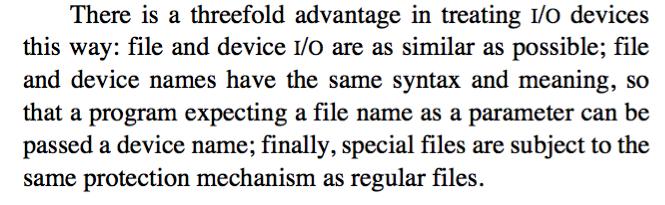 There is a threefold advantage in treating I/O devices
this way: file and device I/O are as similar as possible; file
and device names have the same syntax and meaning, so
that a program expecting a file name as a parameter can be
passed a device name; finally, special files are subject to the
same protection mechanism as regular files.